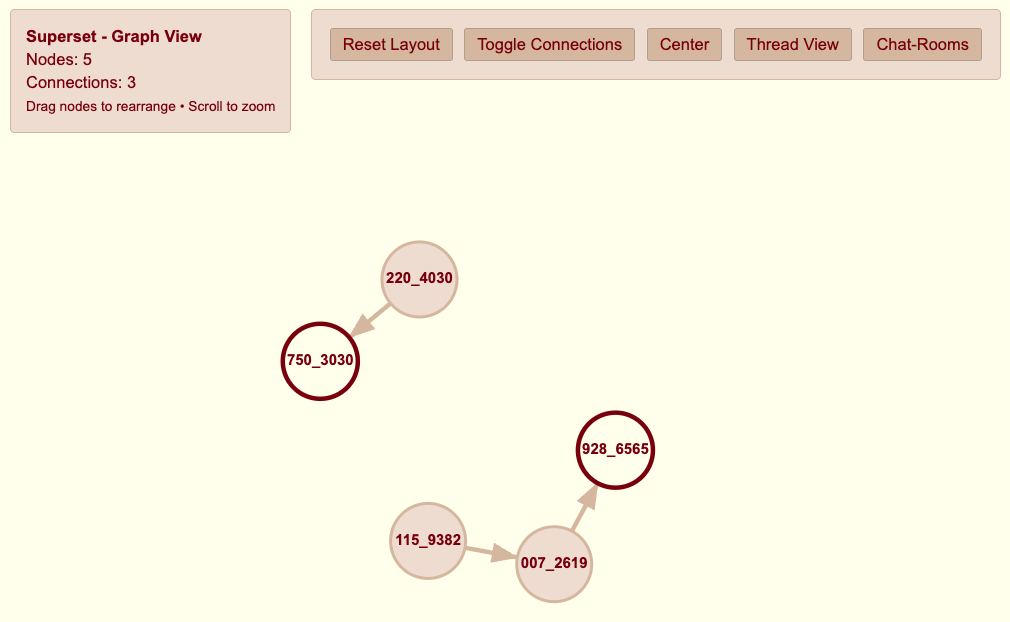 Superset - Graph View
Nodes: 5
Connections: 3
Drag nodes to rearrange • Scroll to zoom
Reset Layout
Toggle Connections
Center
Thread View
Chat-Rooms
220_4030
750_3030
928_6565
115_9382
007_2619